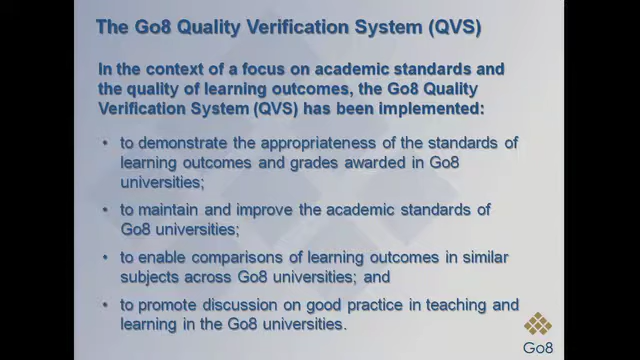 The Go8 Quality Verification System (QVS)
In the context of a focus on academic standards and
the quality of learning outcomes, the Go8 Quality
Verification System (QVS) has been implemented:
• to demonstrate the appropriateness of the standards of
learning outcomes and grades awarded in Go8
universities;
• to maintain and improve the academic standards of
Go8 universities;
• to enable comparisons of learning outcomes in similar
subjects across Go8 universities; and
• to promote discussion on good practice in teaching and
learning in the Go8 universities.
Go8